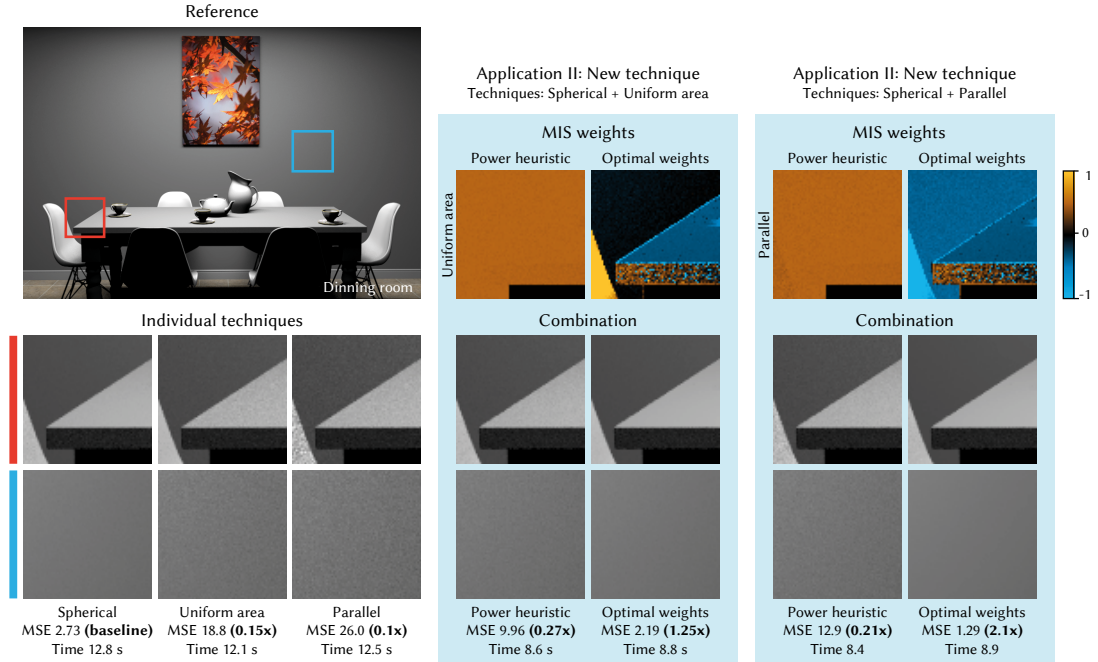 Reference
Dinning room
Individual techniques
Spherical
MSE 2.73 (baseline)
Time 12.8 s
Uniform area
MSE 18.8 (0.15x)
Time 12.1 s
Parallel
MSE 26.0 (0.1x)
Time 12.5 s
Application II: New technique
Techniques: Spherical + Uniform area
MIS weights
Power heuristic
Optimal weights
Uniform area
Combination
Power heuristic
MSE 9.96 (0.27x)
Time 8.6 s
Optimal weights
MSE 2.19 (1.25x)
Time 8.8 s
Application II: New technique
Techniques: Spherical + Parallel
MIS weights
Power heuristic
Optimal weights
Parallel
1
0
-1
Combination
Power heuristic
MSE 12.9 (0.21x)
Time 8.4
Optimal weights
MSE 1.29 (2.1x)
Time 8.9